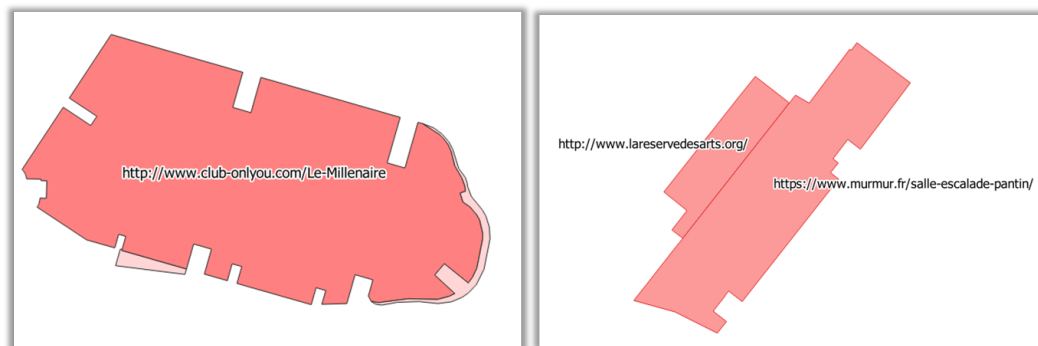 http://www.club-onlyou.com/Le-Millenaire
http://www.lareservedesarts.org/
https://www.murmur.fr/salle-escalade-pantin/